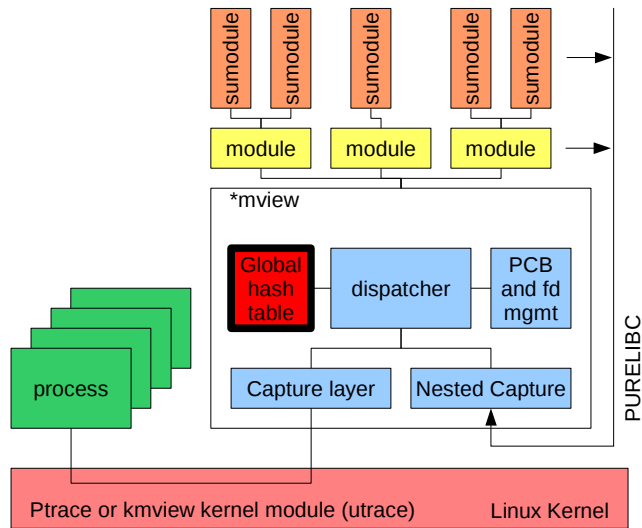 sumodule
sumodule
sumodule
sumodule
sumodule
module
module
module
*mview
Global
hash
table
dispatcher
PCB
and fd
mgmt
process
Capture layer
Nested Capture
PURELIBC
Ptrace or kmview kernel module (utrace)
Linux Kernel